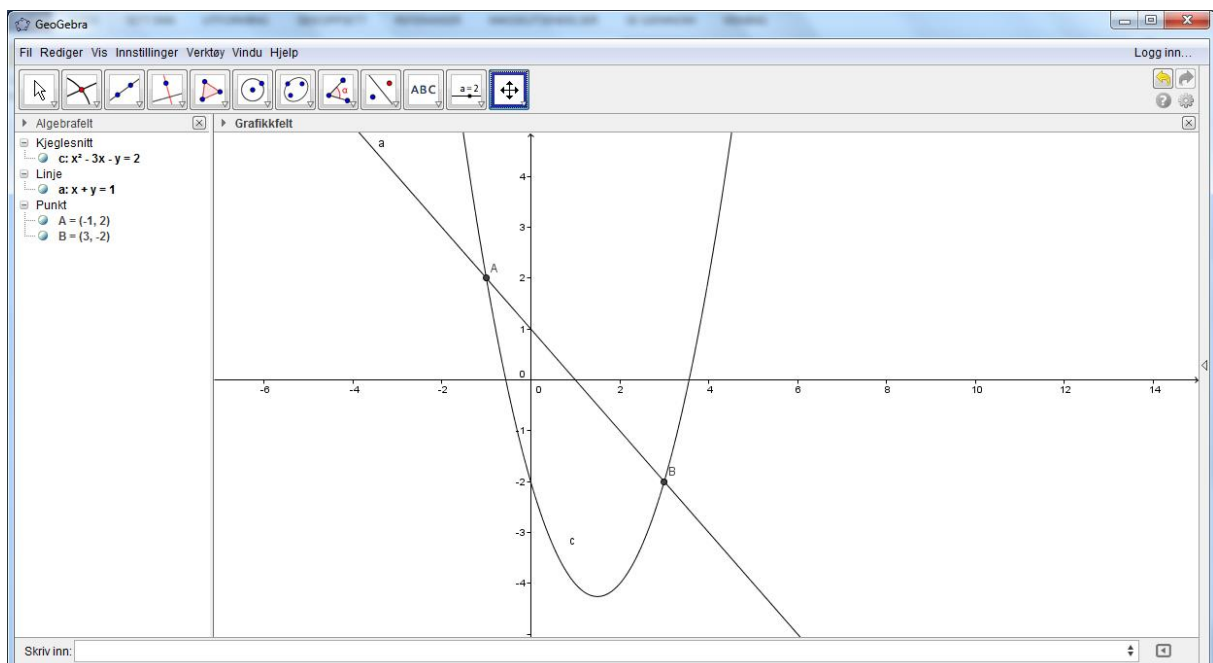 GeoGebra
Fil Rediger Vis Innstillinger Verktøy Vindu Hjelp Logg inn...
ABC a=2
Algebrafelt
Grafikkfelt
Kjeglesnitt
c: x² - 3x - y = 2
Linje
a: x + y = 1
Punkt
A = (-1, 2)
B = (3, -2)
a
4
3
A
2
1
0
-6 -4 -2 0 2 4 6 8 10 12 14
-1
B
-2
-3
c
-4
Skriv inn: